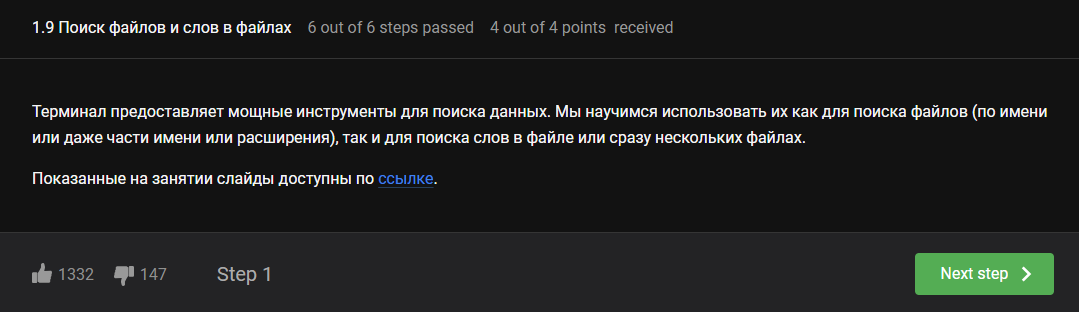 1.9 Поиск файлов и слов в файлах 6 out of 6 steps passed 4 out of 4 points received
Терминал предоставляет мощные инструменты для поиска данных. Мы научимся использовать их как для поиска файлов (по имени
или даже части имени или расширения), так и для поиска слов в файле или сразу нескольких файлах.
Показанные на занятии слайды доступны по ссылке.
1332 147 Step 1 Next step